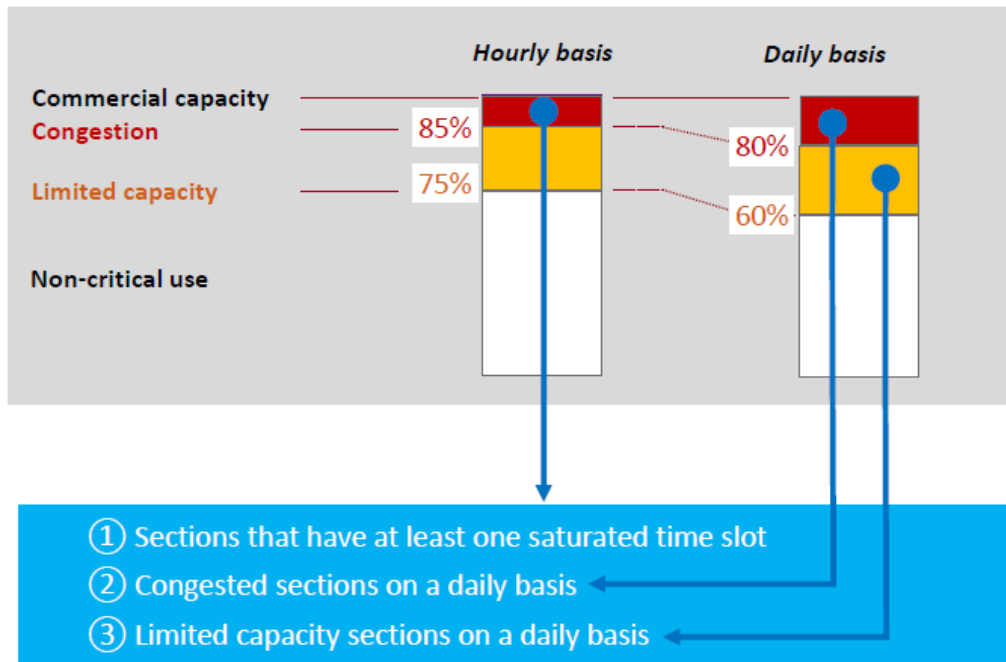 Hourly basis
Daily basis
Commercial capacity
Congestion
85%
80%
Limited capacity
75%
60%
Non-critical use
① Sections that have at least one saturated time slot
② Congested sections on a daily basis
③ Limited capacity sections on a daily basis